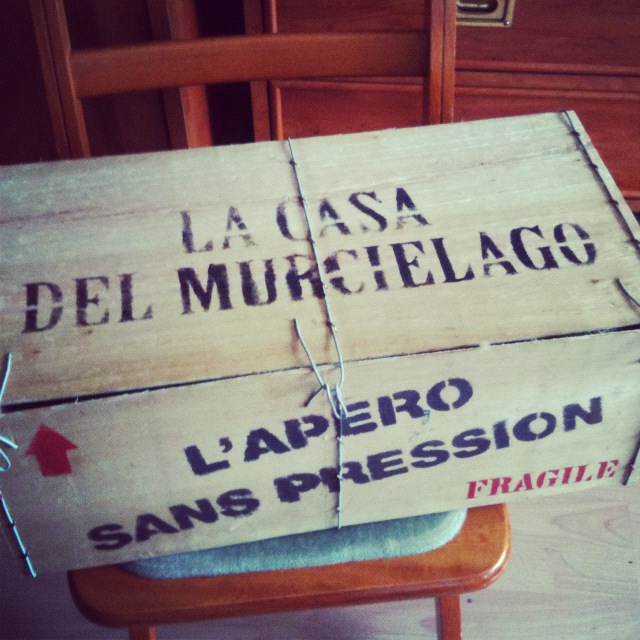 LA CASA
DEL MURCIELAGO
L'APERO
SANS PRESSION
FRAGILE